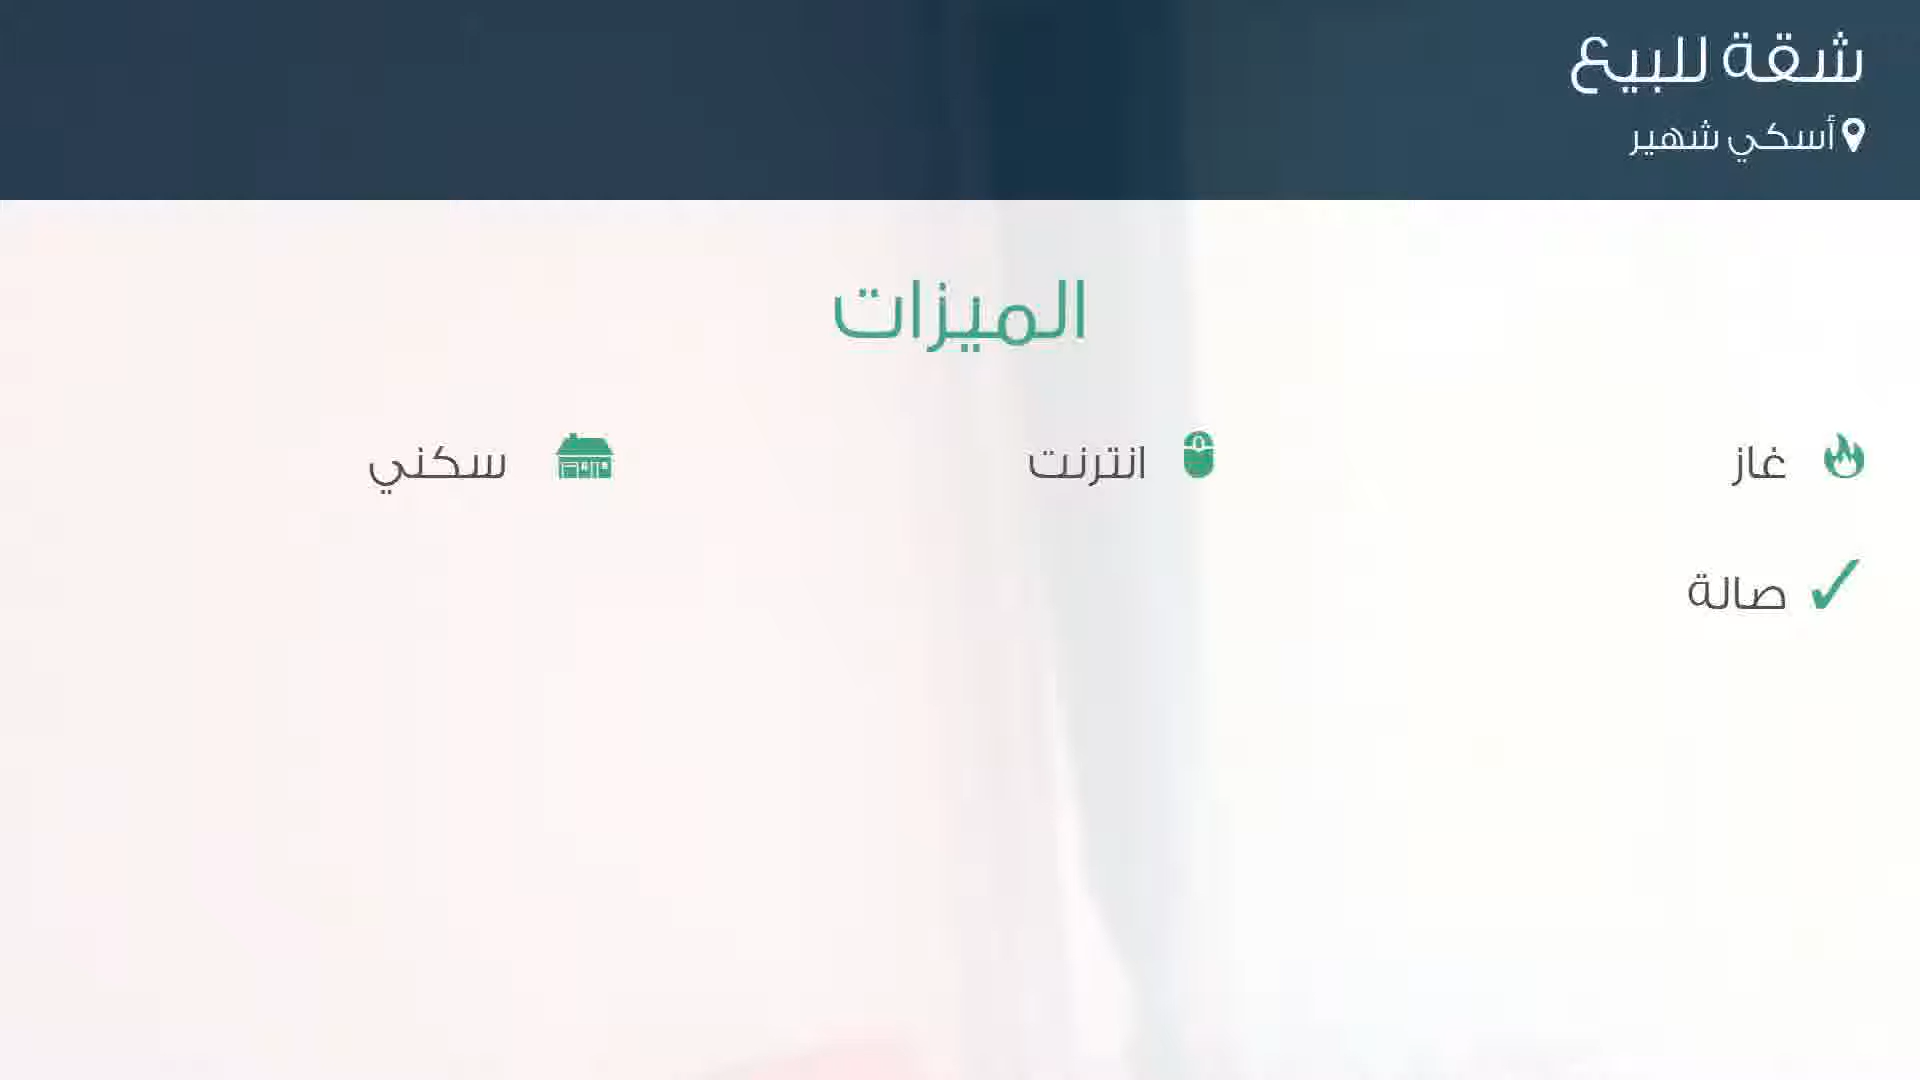 شقة للبيع
أسكي شهير
الميزات
غاز
انترنت
سكني
صالة